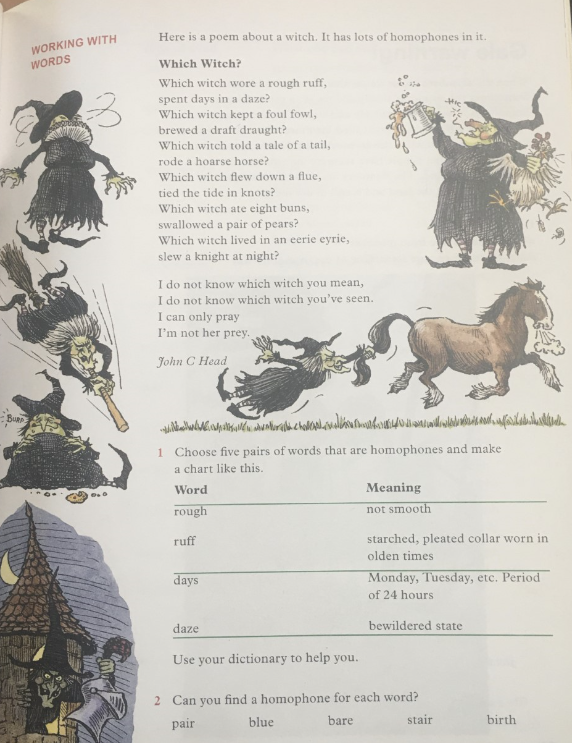 WORKING WITH
WORDS
Here is a poem about a witch. It has lots of homophones in it.
Which Witch?
Which witch wore a rough ruff,
spent days in a daze?
Which witch kept a foul fowl,
brewed a draft draught?
Which witch told a tale of a tail,
rode a hoarse horse?
Which witch flew down a flue,
tied the tide in knots?
Which witch ate eight buns,
swallowed a pair of pears?
Which witch lived in an eerie eyrie,
slew a knight at night?
I do not know which witch you mean,
I do not know which witch you've seen.
I can only pray
I'm not her prey.
John C Head
BURP
1 Choose five pairs of words that are homophones and make
a chart like this.
Word Meaning
rough not smooth
ruff starched, pleated collar worn in
olden times
days Monday, Tuesday, etc. Period
of 24 hours
daze bewildered state
Use your dictionary to help you.
2 Can you find a homophone for each word?
pair blue bare stair birth